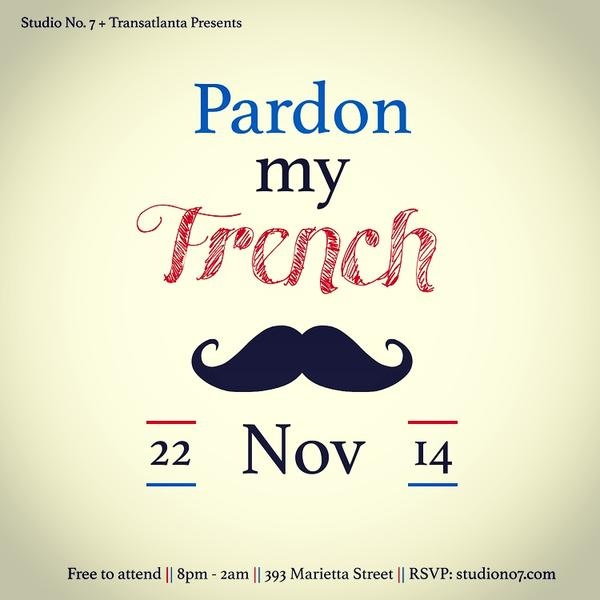 Studio No. 7 + Transatlanta Presents
Pardon
my
French
22 Nov 14
Free to attend || 8pm - 2am || 393 Marietta Street || RSVP: studiono7.com